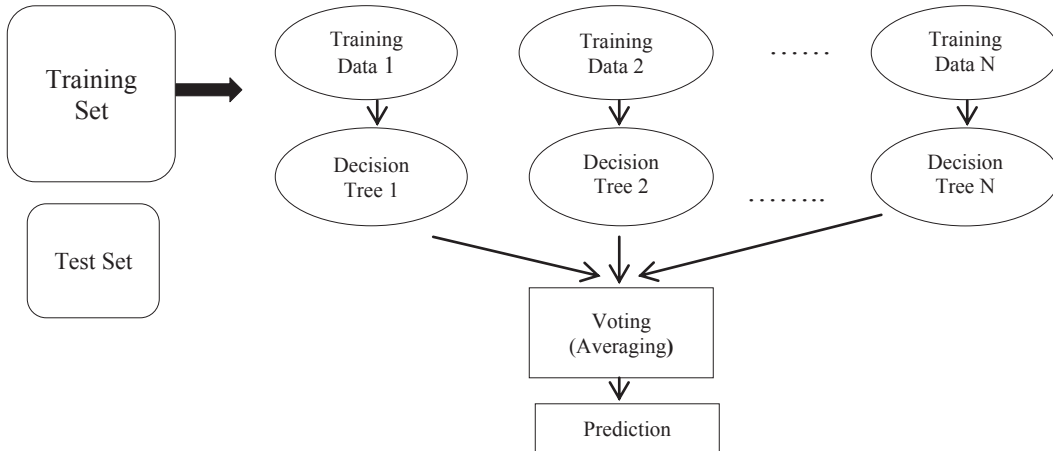 Training
Set
Test Set
Training
Data 1
Training
Data 2
......
Training
Data N
Decision
Tree 1
Decision
Tree 2
........
Decision
Tree N
Voting
(Averaging)
Prediction